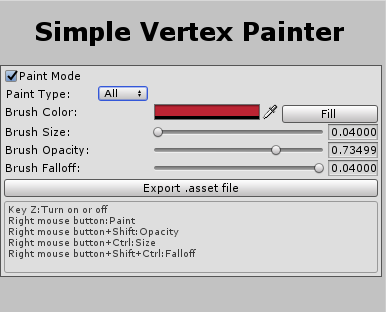 Simple Vertex Painter
Paint Mode
Paint Type: All
Brush Color: Fill
Brush Size: 0.04000
Brush Opacity: 0.73499
Brush Falloff: 0.04000
Export .asset file
Key Z:Turn on or off
Right mouse button:Paint
Right mouse button+Shift:Opacity
Right mouse button+Ctrl:Size
Right mouse button+Shift+Ctrl:Falloff